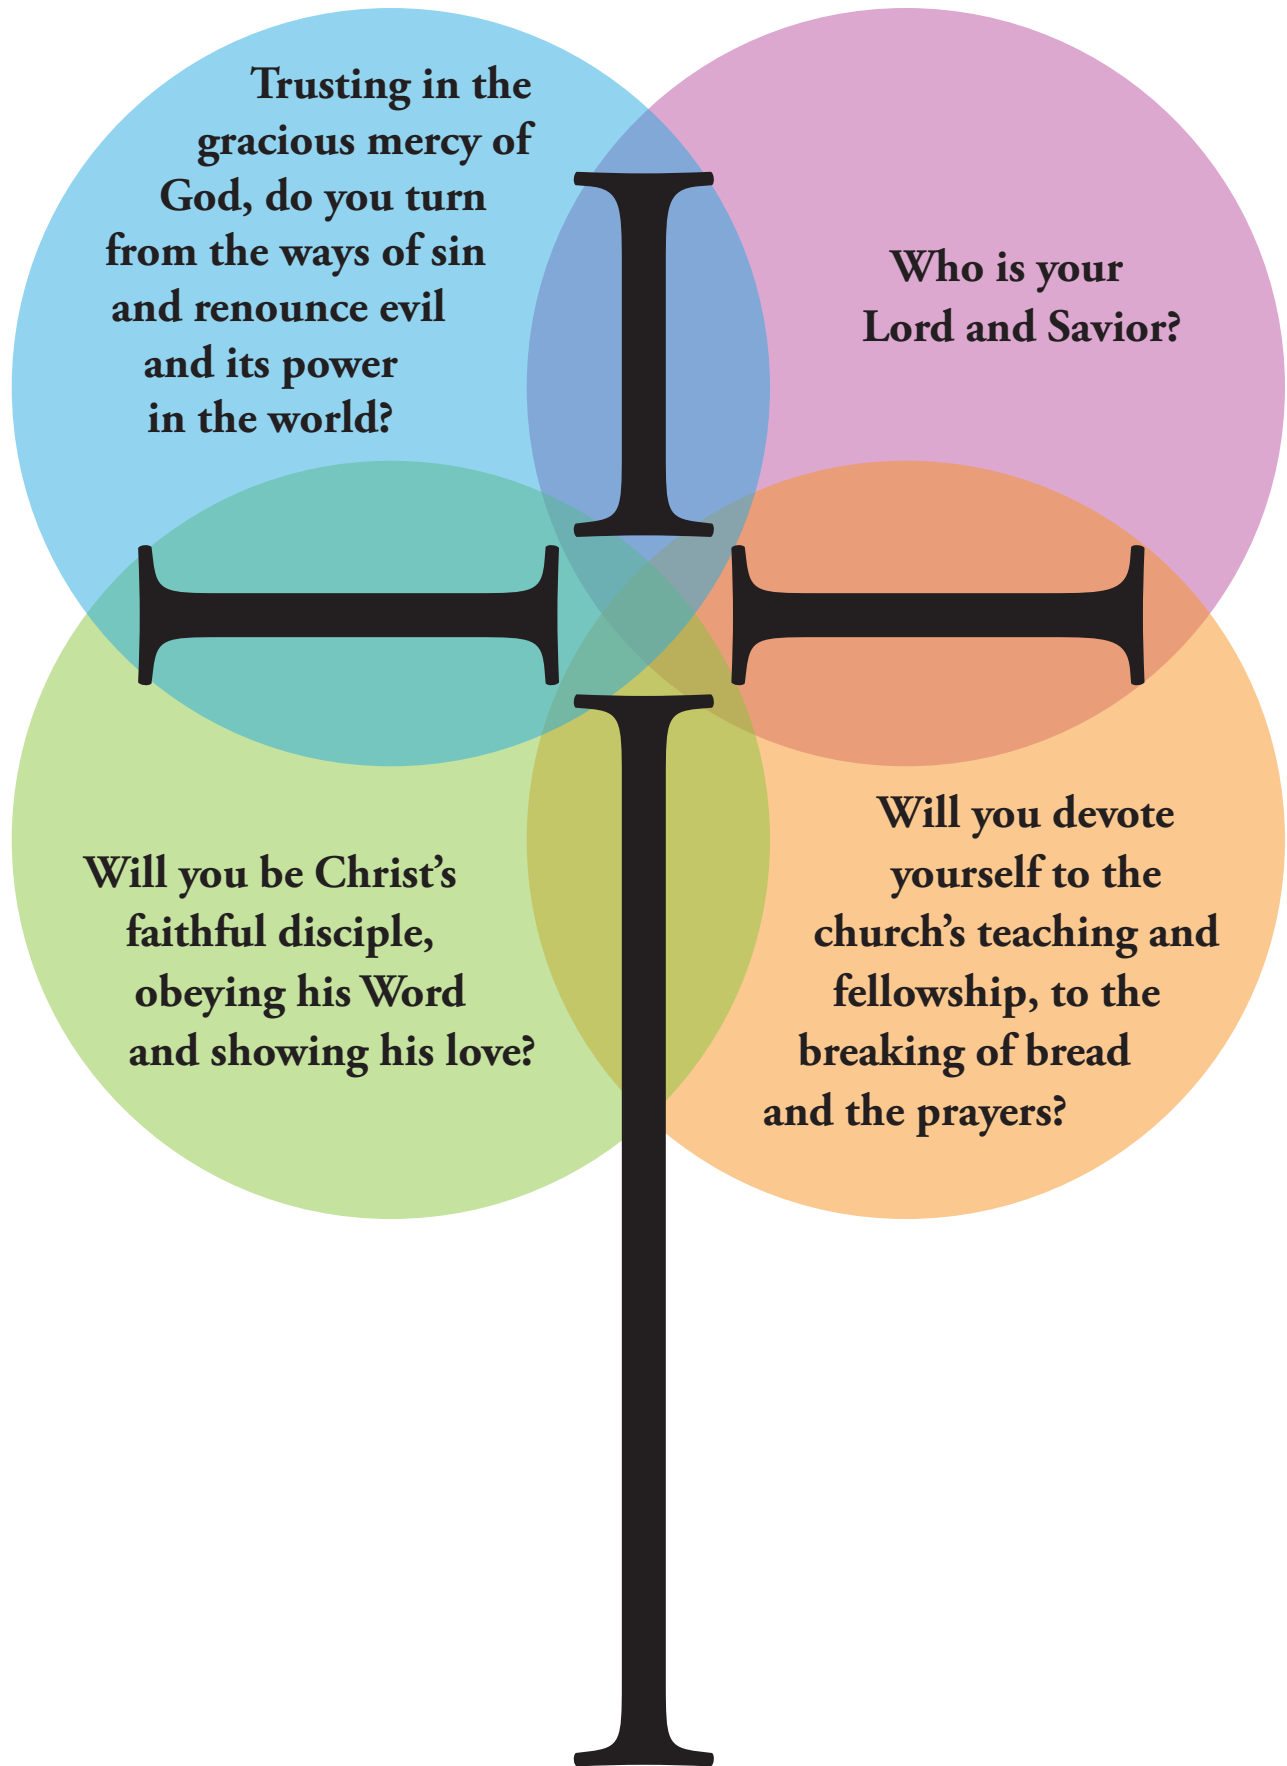 Trusting in the
gracious mercy of
God, do you turn
from the ways of sin
and renounce evil
and its power
in the world?
Who is your
Lord and Savior?
Will you be Christ’s
faithful disciple,
obeying his Word
and showing his love?
Will you devote
yourself to the
church’s teaching and
fellowship, to the
breaking of bread
and the prayers?